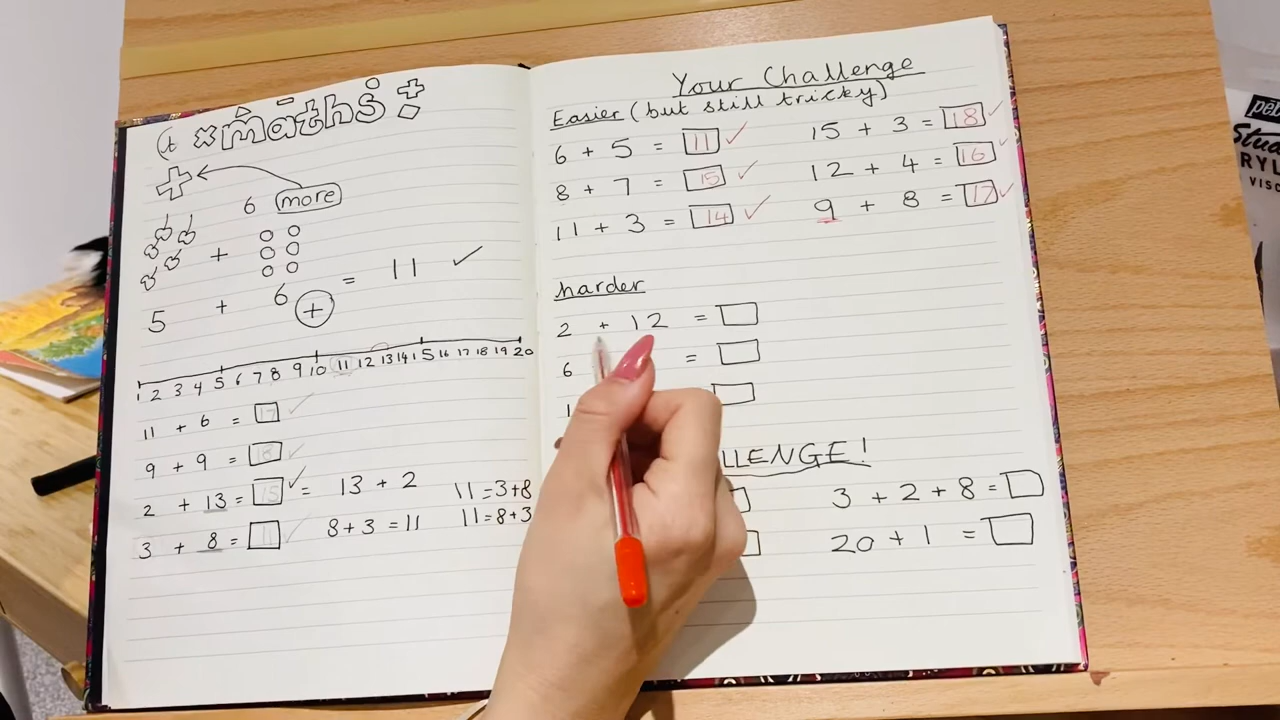 × maths ÷
+
6 more
+
= 11 ✓
5 + 6 +
1 2 3 4 5 6 7 8 9 10 11 12 13 14 15 16 17 18 19 20
11 + 6 = 17 ✓
9 + 9 = 18 ✓
2 + 13 = 15 ✓ = 13 + 2
3 + 8 = 11 ✓ 8 + 3 = 11
11 = 3 + 8
11 = 8 + 3
Your Challenge
Easier (but still tricky)
6 + 5 = 11 ✓
8 + 7 = 15 ✓
11 + 3 = 14 ✓
15 + 3 = 18 ✓
12 + 4 = 16 ✓
9 + 8 = 17 ✓
harder
2 + 12 =
6 =
1
LLENGE!
3 + 2 + 8 =
20 + 1 =